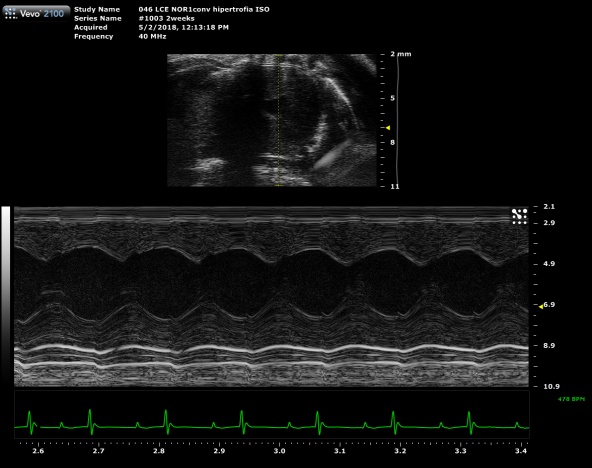 Vevo 2100
Study Name 046 LCE NOR1conv hipertrofia ISO
Series Name #1003 2weeks
Acquired 5/2/2018, 12:13:18 PM
Frequency 40 MHz
2 mm
5
8
11
2.1
2.9
4.9
6.9
8.9
10.9
478 BPM
2.6 2.7 2.8 2.9 3.0 3.1 3.2 3.3 3.4